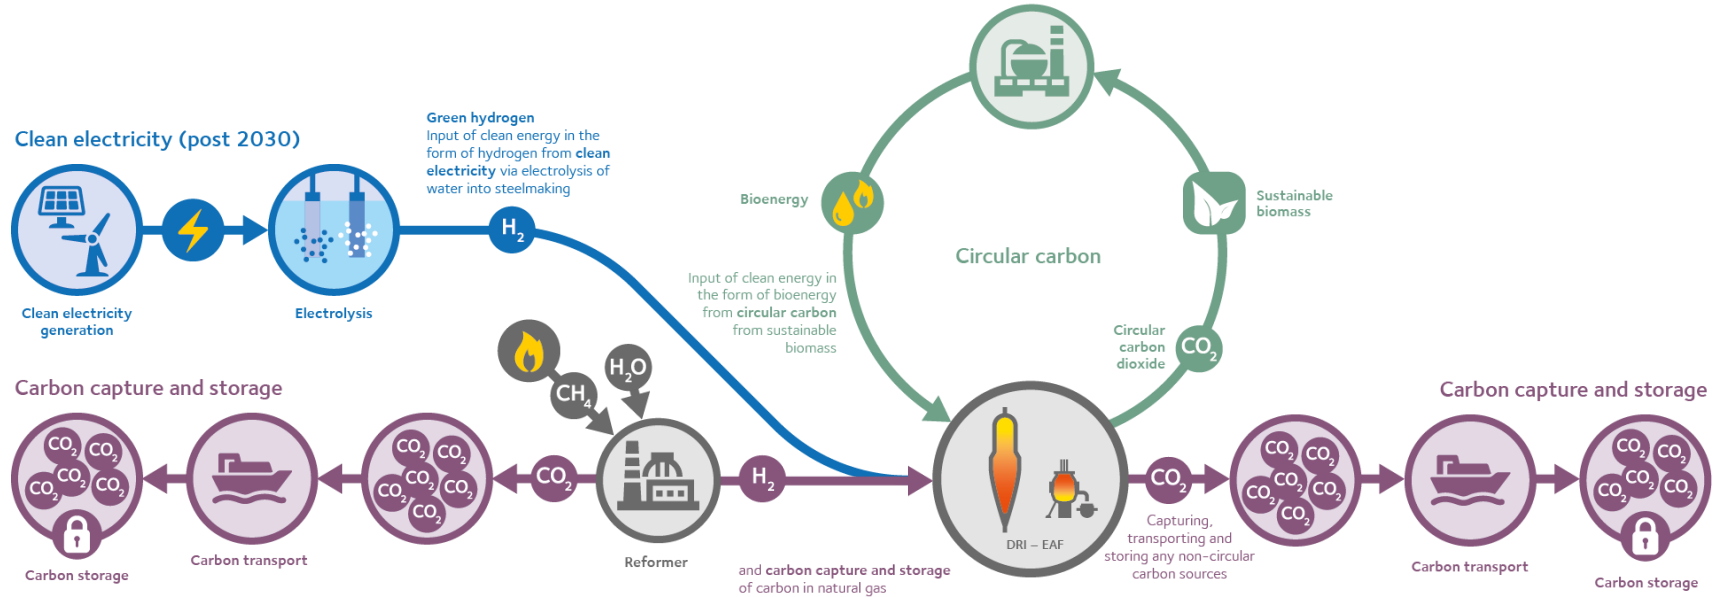 Clean electricity (post 2030)
Clean electricity
generation
Electrolysis
Green hydrogen
Input of clean energy in the
form of hydrogen from clean
electricity via electrolysis of
water into steelmaking
H2
Bioenergy
Input of clean energy in
the form of bioenergy
from circular carbon
from sustainable
biomass
Circular carbon
Sustainable
biomass
Circular
carbon
dioxide
CO2
CH4
H2O
Carbon capture and storage
CO2
CO2
CO2
CO2
CO2
Carbon storage
Carbon transport
CO2
CO2
CO2
CO2
CO2
CO2
CO2
Reformer
H2
and carbon capture and storage
of carbon in natural gas
DRI – EAF
CO2
Capturing,
transporting and
storing any non-circular
carbon sources
CO2
CO2
CO2
CO2
CO2
CO2
Carbon capture and storage
Carbon transport
CO2
CO2
CO2
CO2
CO2
Carbon storage